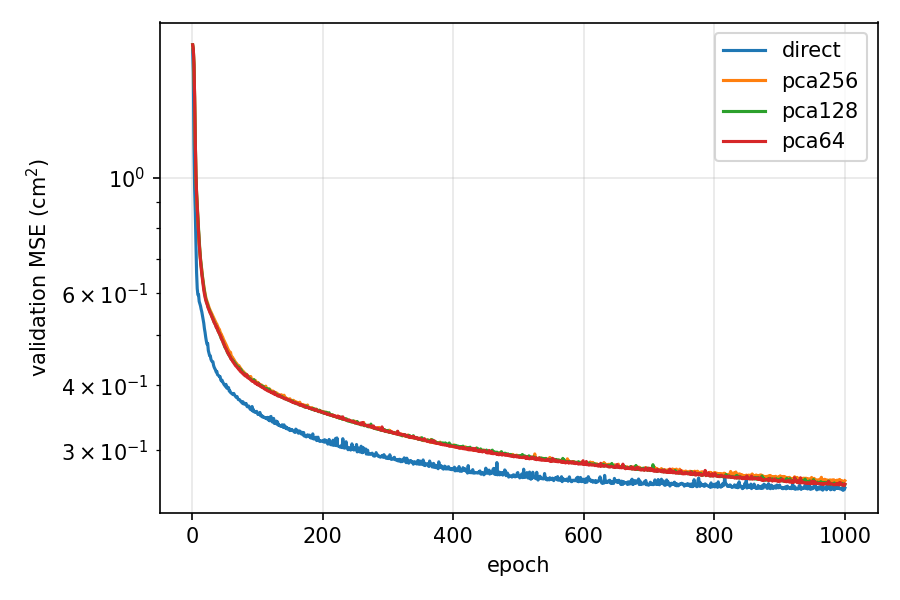 direct
pca256
pca128
pca64
validation MSE (cm²)
10⁰
6 × 10⁻¹
4 × 10⁻¹
3 × 10⁻¹
0 200 400 600 800 1000
epoch